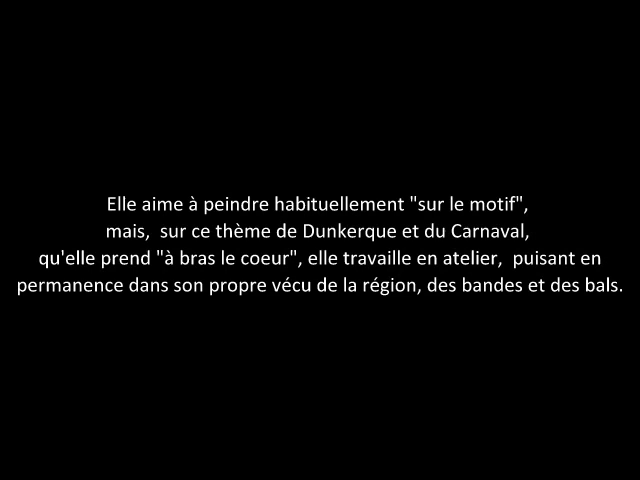 Elle aime à peindre habituellement "sur le motif",
mais,  sur ce thème de Dunkerque et du Carnaval,
qu'elle prend "à bras le coeur", elle travaille en atelier,  puisant en
permanence dans son propre vécu de la région, des bandes et des bals.